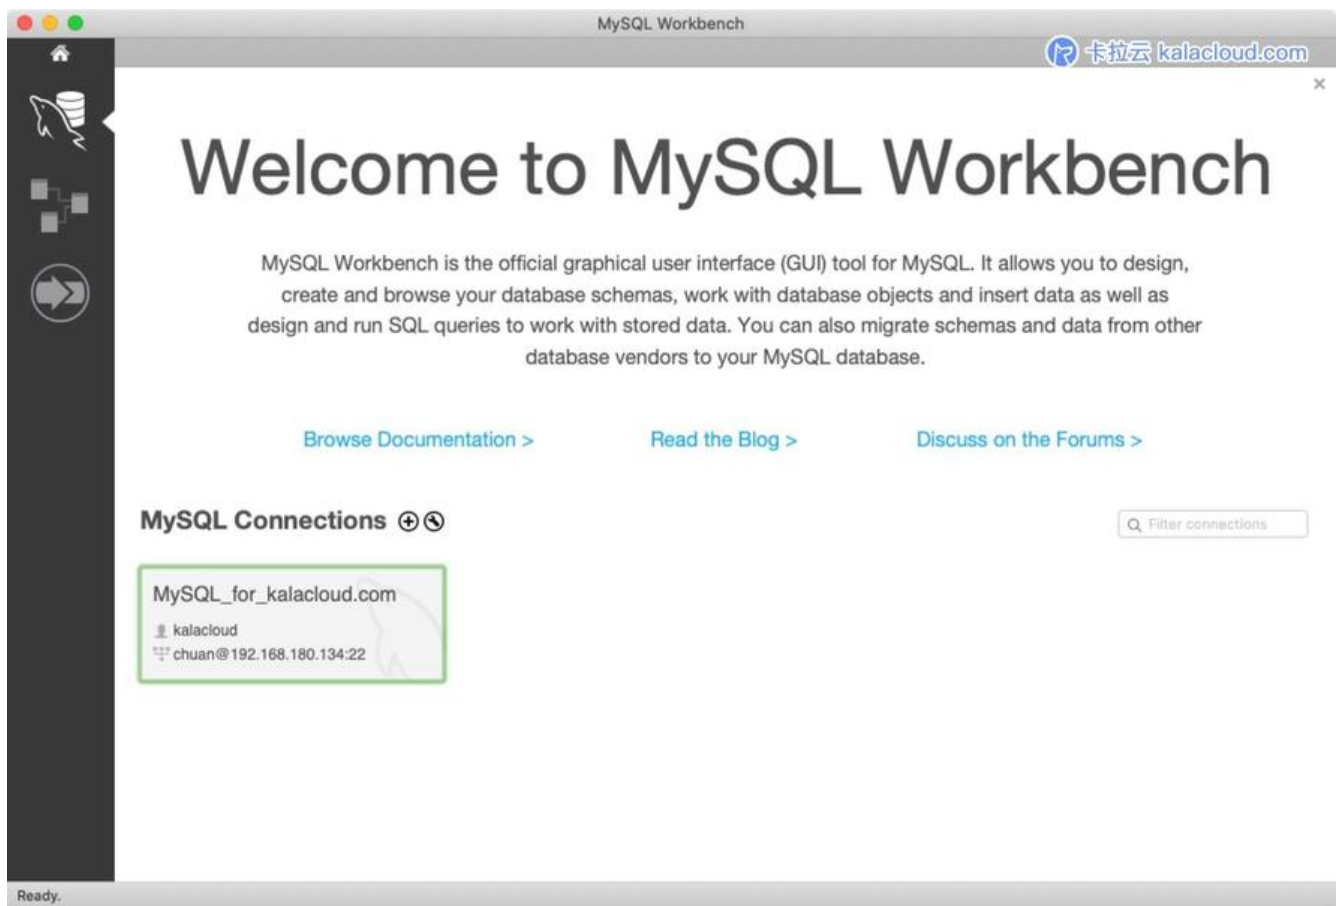 MySQL Workbench
卡拉云 kalacloud.com
Welcome to MySQL Workbench
MySQL Workbench is the official graphical user interface (GUI) tool for MySQL. It allows you to design,
create and browse your database schemas, work with database objects and insert data as well as
design and run SQL queries to work with stored data. You can also migrate schemas and data from other
database vendors to your MySQL database.
Browse Documentation >
Read the Blog >
Discuss on the Forums >
MySQL Connections
Filter connections
MySQL_for_kalacloud.com
kalacloud
chuan@192.168.180.134:22
Ready.